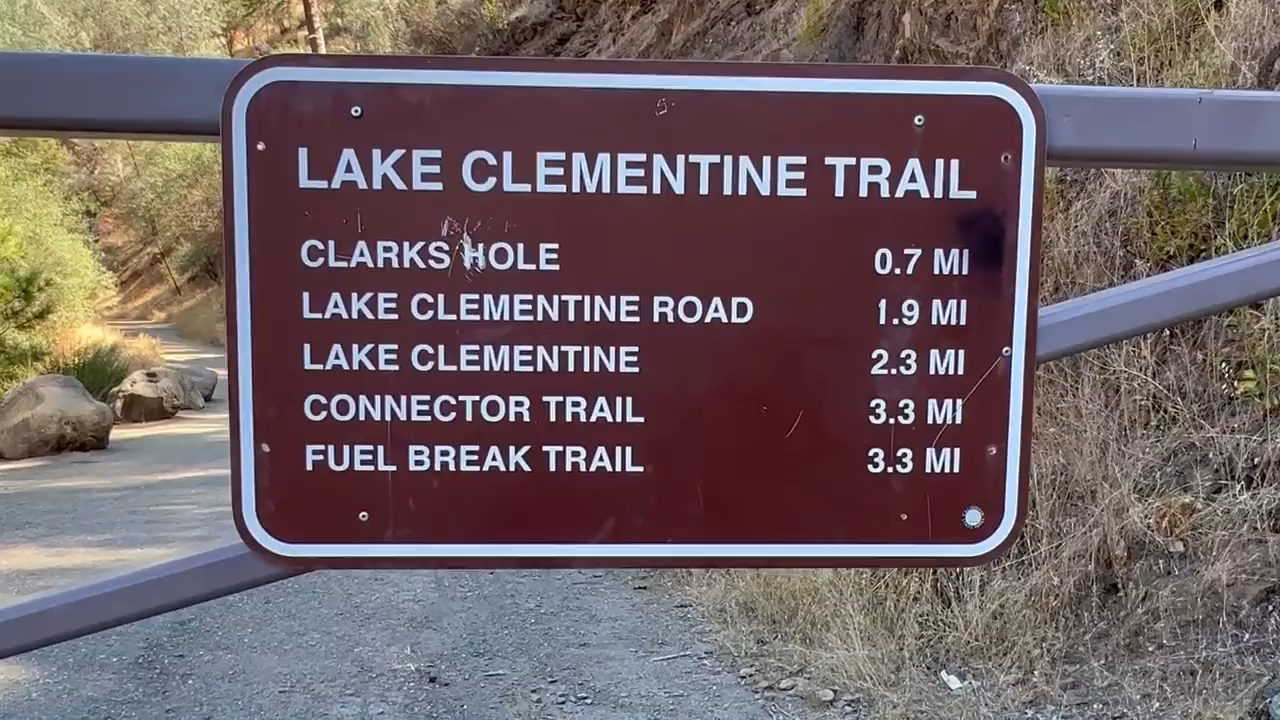 LAKE CLEMENTINE TRAIL
CLARKS HOLE 0.7 MI
LAKE CLEMENTINE ROAD 1.9 MI
LAKE CLEMENTINE 2.3 MI
CONNECTOR TRAIL 3.3 MI
FUEL BREAK TRAIL 3.3 MI